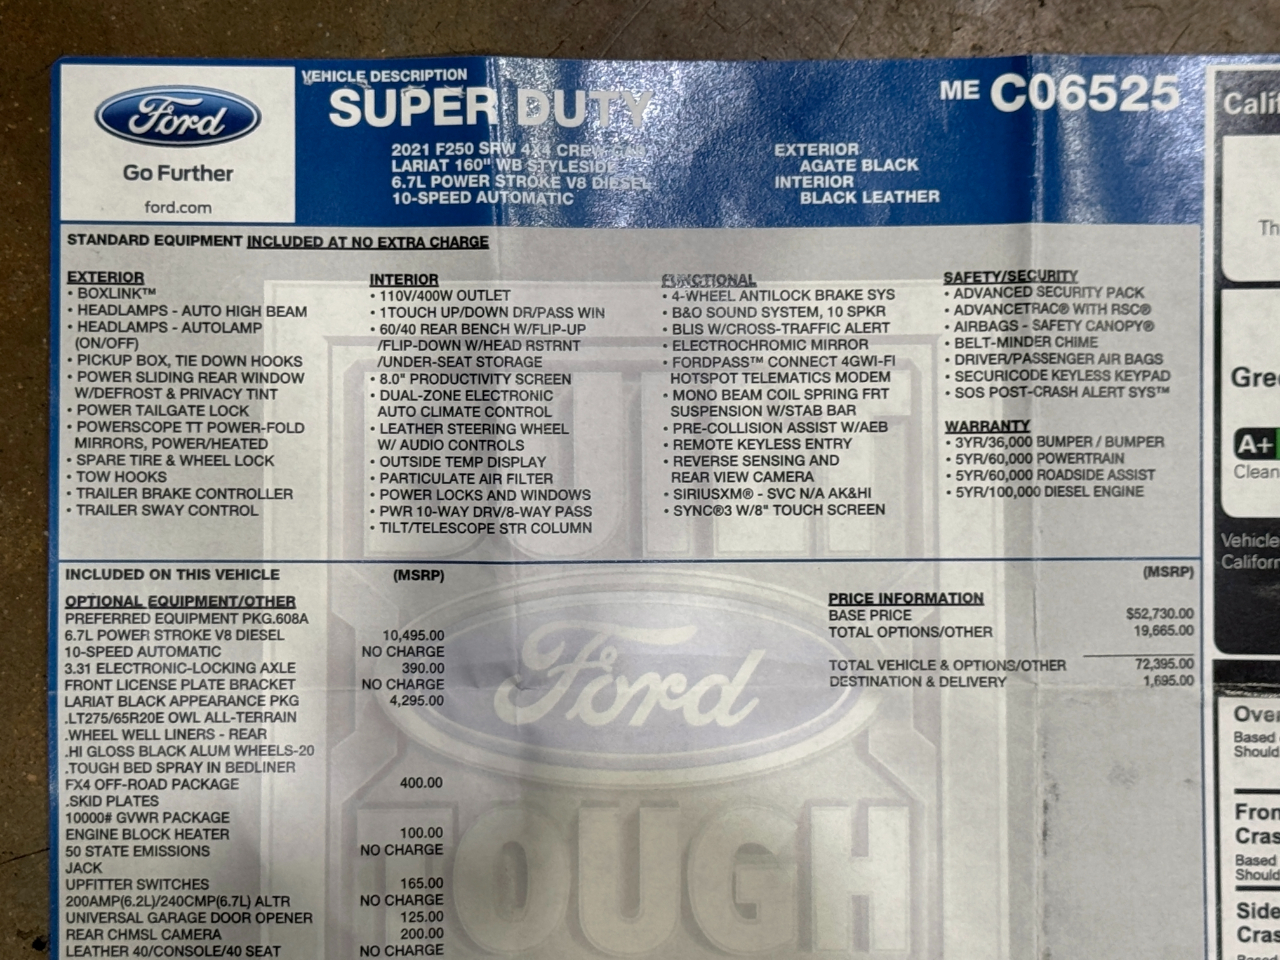 VEHICLE DESCRIPTION
SUPER DUTY
ME C06525
Ford
Go Further
ford.com
2021 F250 SRW 4X4 CREW CAB
LARIAT 160" WB STYLESIDE
6.7L POWER STROKE V8 DIESEL
10-SPEED AUTOMATIC
EXTERIOR
AGATE BLACK
INTERIOR
BLACK LEATHER
STANDARD EQUIPMENT INCLUDED AT NO EXTRA CHARGE
EXTERIOR
• BOXLINK™
• HEADLAMPS - AUTO HIGH BEAM
• HEADLAMPS - AUTOLAMP
(ON/OFF)
• PICKUP BOX, TIE DOWN HOOKS
• POWER SLIDING REAR WINDOW
W/DEFROST & PRIVACY TINT
• POWER TAILGATE LOCK
• POWERSCOPE TT POWER-FOLD
MIRRORS, POWER/HEATED
• SPARE TIRE & WHEEL LOCK
• TOW HOOKS
• TRAILER BRAKE CONTROLLER
• TRAILER SWAY CONTROL
INTERIOR
• 110V/400W OUTLET
• 1TOUCH UP/DOWN DR/PASS WIN
• 60/40 REAR BENCH W/FLIP-UP
/FLIP-DOWN W/HEAD RSTRNT
/UNDER-SEAT STORAGE
• 8.0" PRODUCTIVITY SCREEN
• DUAL-ZONE ELECTRONIC
AUTO CLIMATE CONTROL
• LEATHER STEERING WHEEL
W/ AUDIO CONTROLS
• OUTSIDE TEMP DISPLAY
• PARTICULATE AIR FILTER
• POWER LOCKS AND WINDOWS
• PWR 10-WAY DRV/8-WAY PASS
• TILT/TELESCOPE STR COLUMN
FUNCTIONAL
• 4-WHEEL ANTILOCK BRAKE SYS
• B&O SOUND SYSTEM, 10 SPKR
• BLIS W/CROSS-TRAFFIC ALERT
• ELECTROCHROMIC MIRROR
• FORDPASS™ CONNECT 4GWI-FI
HOTSPOT TELEMATICS MODEM
• MONO BEAM COIL SPRING FRT
SUSPENSION W/STAB BAR
• PRE-COLLISION ASSIST W/AEB
• REMOTE KEYLESS ENTRY
• REVERSE SENSING AND
REAR VIEW CAMERA
• SIRIUSXM® - SVC N/A AK&HI
• SYNC®3 W/8" TOUCH SCREEN
SAFETY/SECURITY
• ADVANCED SECURITY PACK
• ADVANCETRAC® WITH RSC®
• AIRBAGS - SAFETY CANOPY®
• BELT-MINDER CHIME
• DRIVER/PASSENGER AIR BAGS
• SECURICODE KEYLESS KEYPAD
• SOS POST-CRASH ALERT SYS™
WARRANTY
• 3YR/36,000 BUMPER / BUMPER
• 5YR/60,000 POWERTRAIN
• 5YR/60,000 ROADSIDE ASSIST
• 5YR/100,000 DIESEL ENGINE
INCLUDED ON THIS VEHICLE (MSRP)
OPTIONAL EQUIPMENT/OTHER
PREFERRED EQUIPMENT PKG.608A
6.7L POWER STROKE V8 DIESEL 10,495.00
10-SPEED AUTOMATIC NO CHARGE
3.31 ELECTRONIC-LOCKING AXLE 390.00
FRONT LICENSE PLATE BRACKET NO CHARGE
LARIAT BLACK APPEARANCE PKG 4,295.00
.LT275/65R20E OWL ALL-TERRAIN
.WHEEL WELL LINERS - REAR
.HI GLOSS BLACK ALUM WHEELS-20
.TOUGH BED SPRAY IN BEDLINER
FX4 OFF-ROAD PACKAGE 400.00
.SKID PLATES
10000# GVWR PACKAGE
ENGINE BLOCK HEATER 100.00
50 STATE EMISSIONS NO CHARGE
JACK
UPFITTER SWITCHES 165.00
200AMP(6.2L)/240CMP(6.7L) ALTR NO CHARGE
UNIVERSAL GARAGE DOOR OPENER 125.00
REAR CHMSL CAMERA 200.00
LEATHER 40/CONSOLE/40 SEAT NO CHARGE
(MSRP)
PRICE INFORMATION
BASE PRICE $52,730.00
TOTAL OPTIONS/OTHER 19,665.00
TOTAL VEHICLE & OPTIONS/OTHER 72,395.00
DESTINATION & DELIVERY 1,695.00
BUILT
Ford
TOUGH
Calif
Th
Gre
A+
Clean
Vehicle
Californ
Over
Based
Should
Fron
Cras
Based
Should
Side
Cras